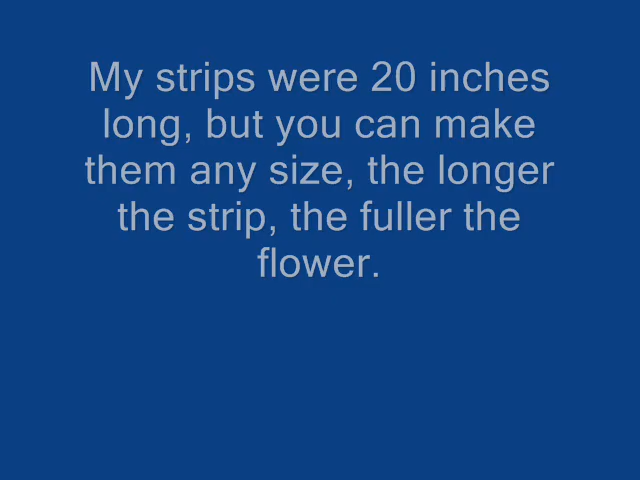 My strips were 20 inches
long, but you can make
them any size, the longer
the strip, the fuller the
flower.